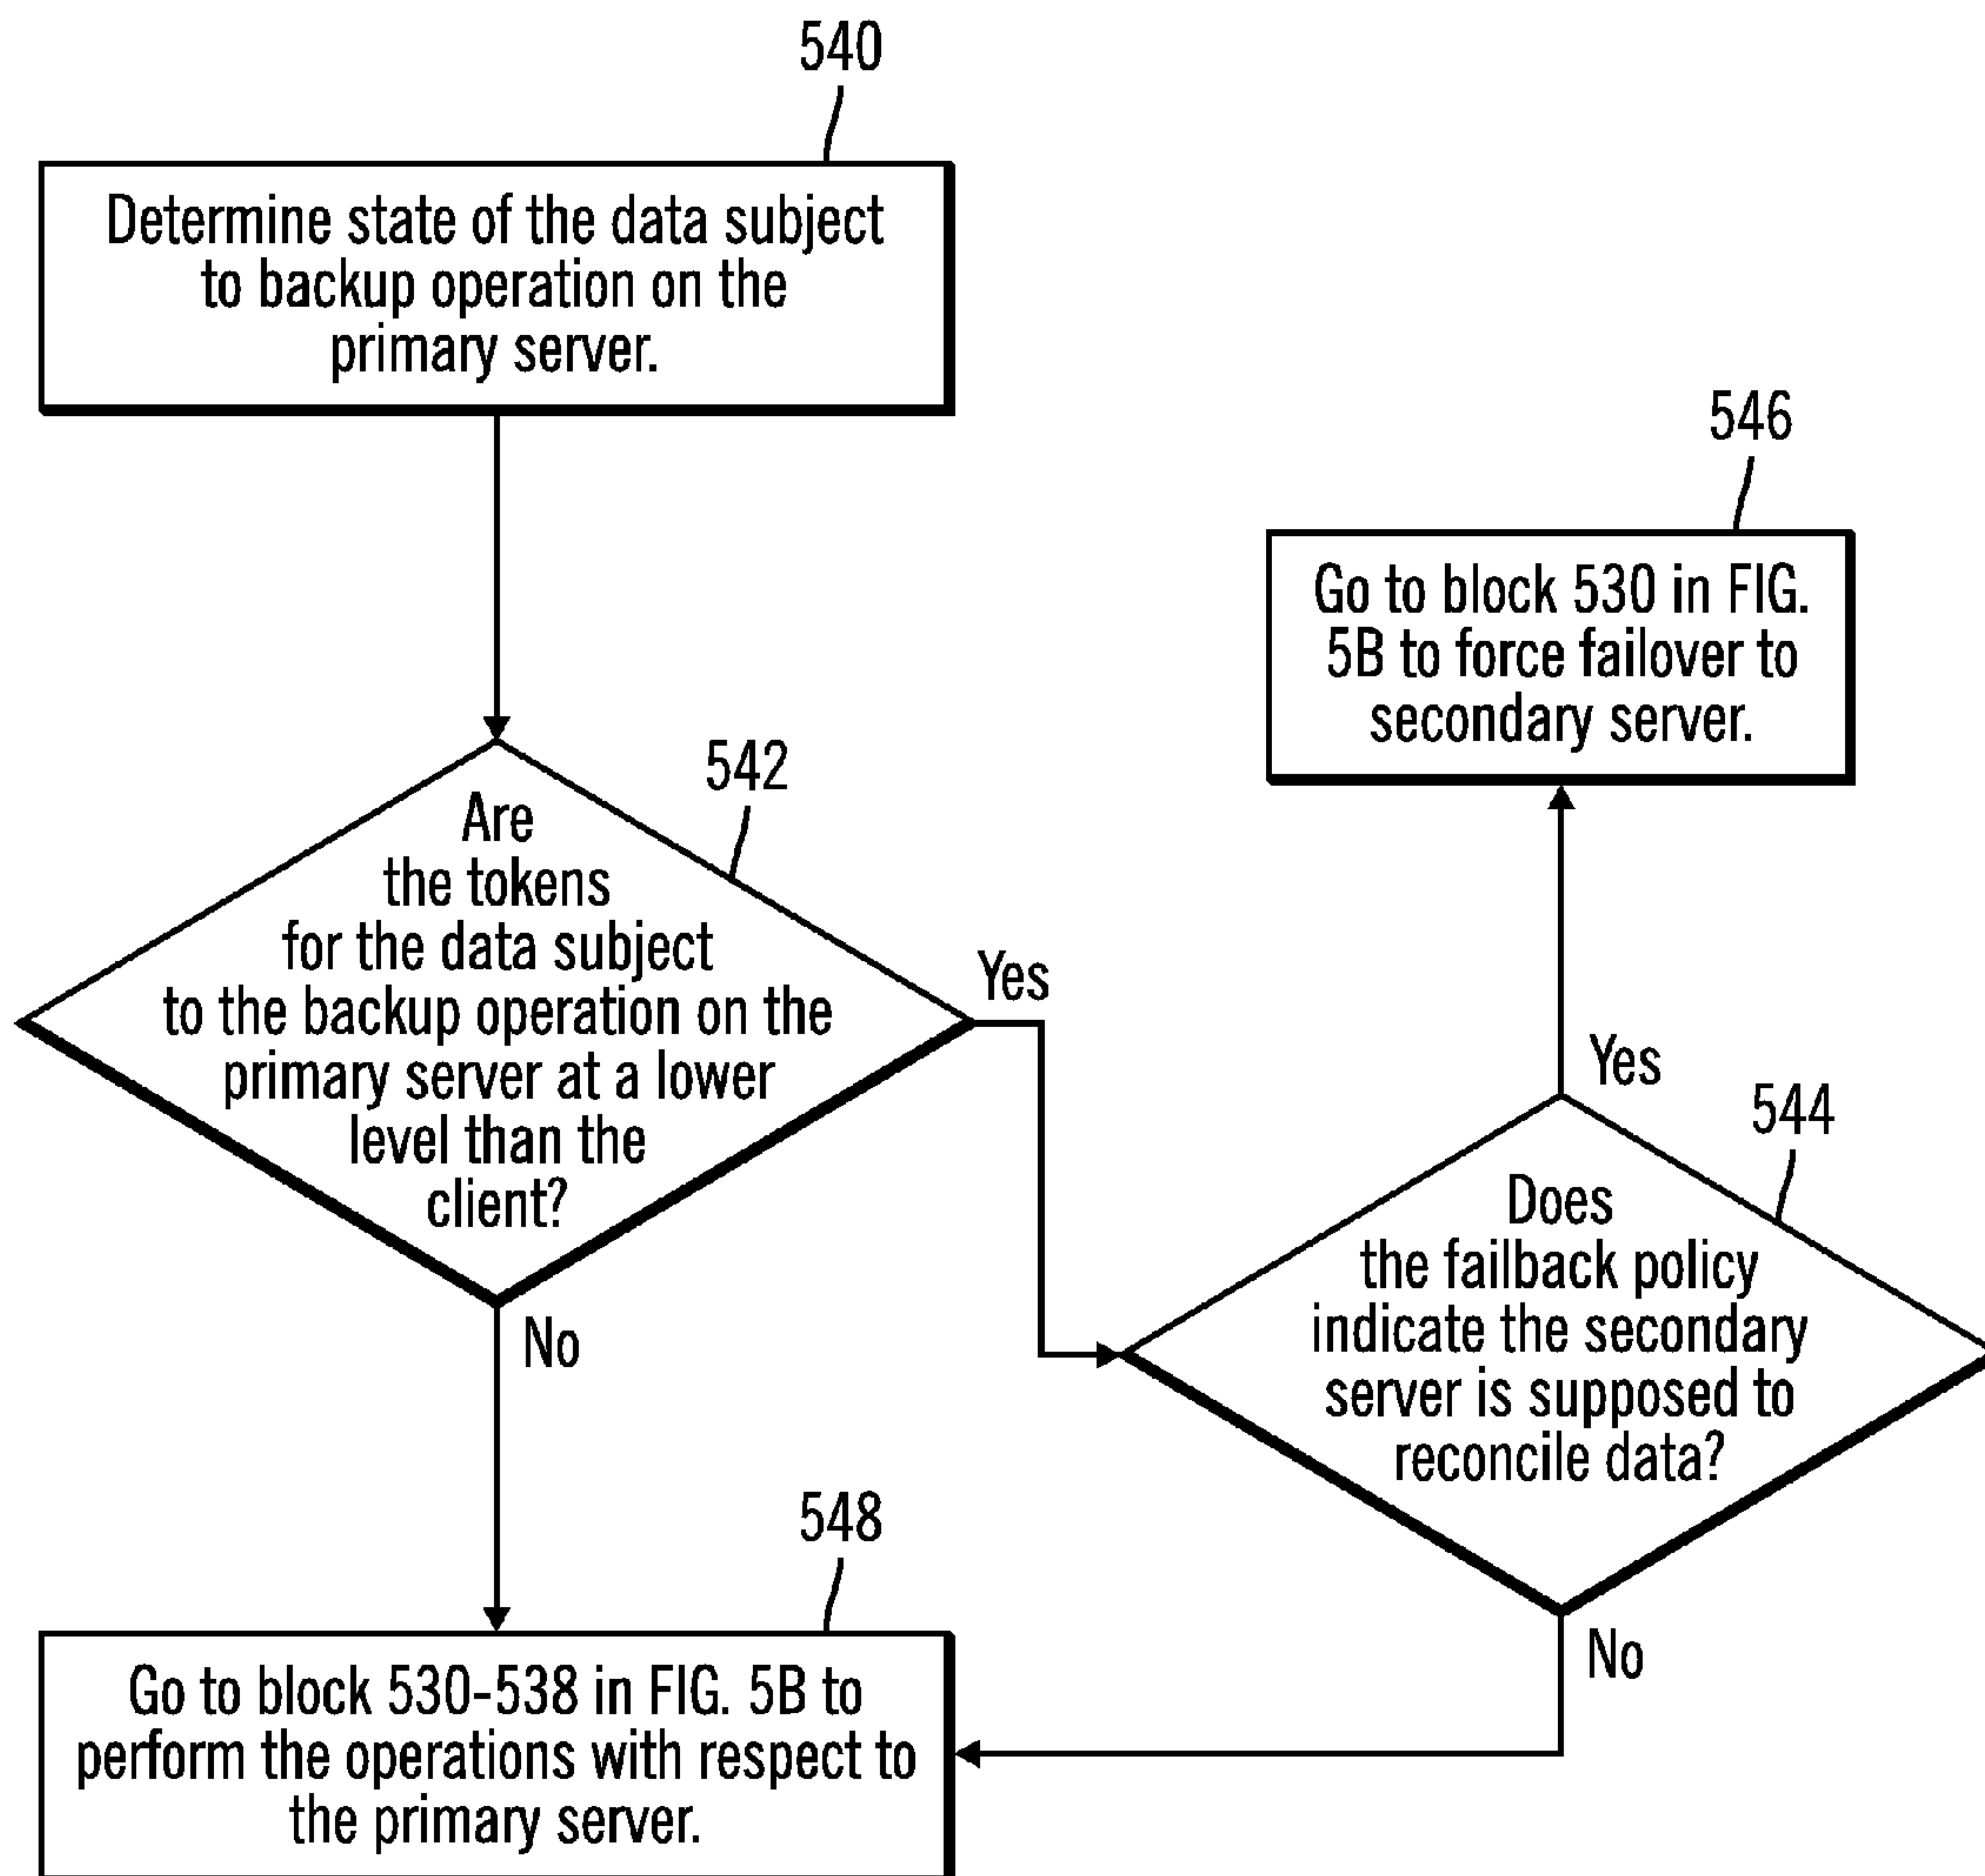 540
Determine state of the data subject
to backup operation on the
primary server.
542
Are
the tokens
for the data subject
to the backup operation on the
primary server at a lower
level than the
client?
Yes
No
546
Go to block 530 in FIG.
5B to force failover to
secondary server.
Yes
544
Does
the failback policy
indicate the secondary
server is supposed to
reconcile data?
No
548
Go to block 530-538 in FIG. 5B to
perform the operations with respect to
the primary server.